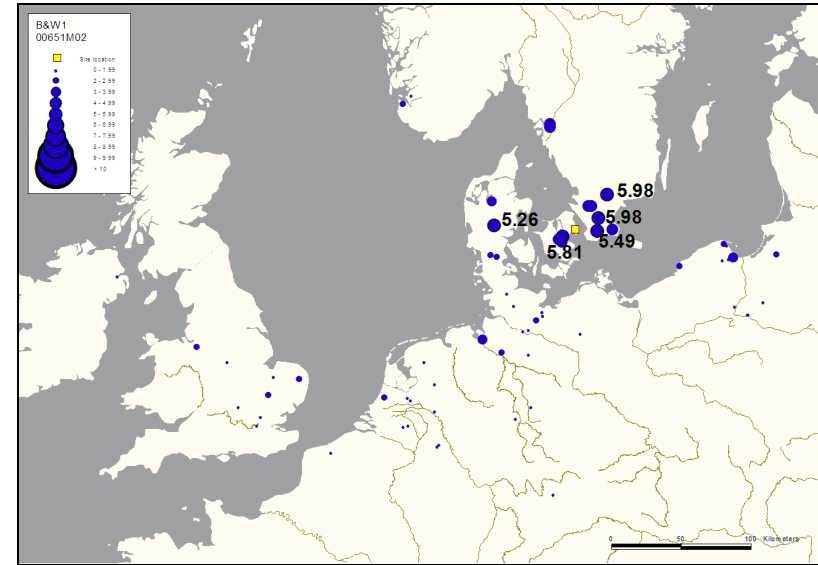 B&W1
00651M02
Site location
0 - 1.99
2 - 2.99
3 - 3.99
4 - 4.99
5 - 5.99
6 - 6.99
7 - 7.99
8 - 8.99
9 - 9.99
> 10
5.98
5.26
5.98
5.49
5.81
0 50 100 Kilometers